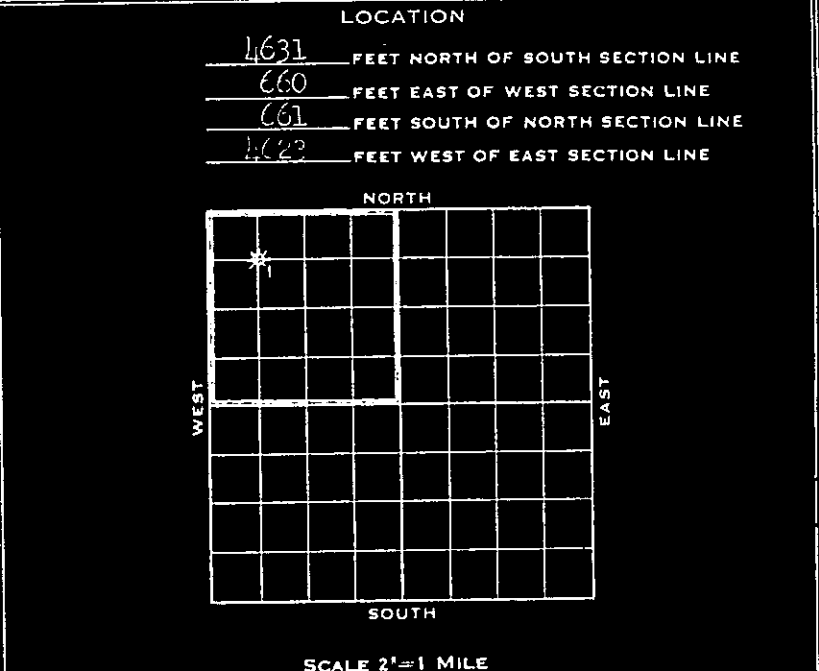 LOCATION
4631 FEET NORTH OF SOUTH SECTION LINE
660 FEET EAST OF WEST SECTION LINE
661 FEET SOUTH OF NORTH SECTION LINE
4623 FEET WEST OF EAST SECTION LINE
NORTH
1
WEST
EAST
SOUTH
SCALE 2"=1 MILE